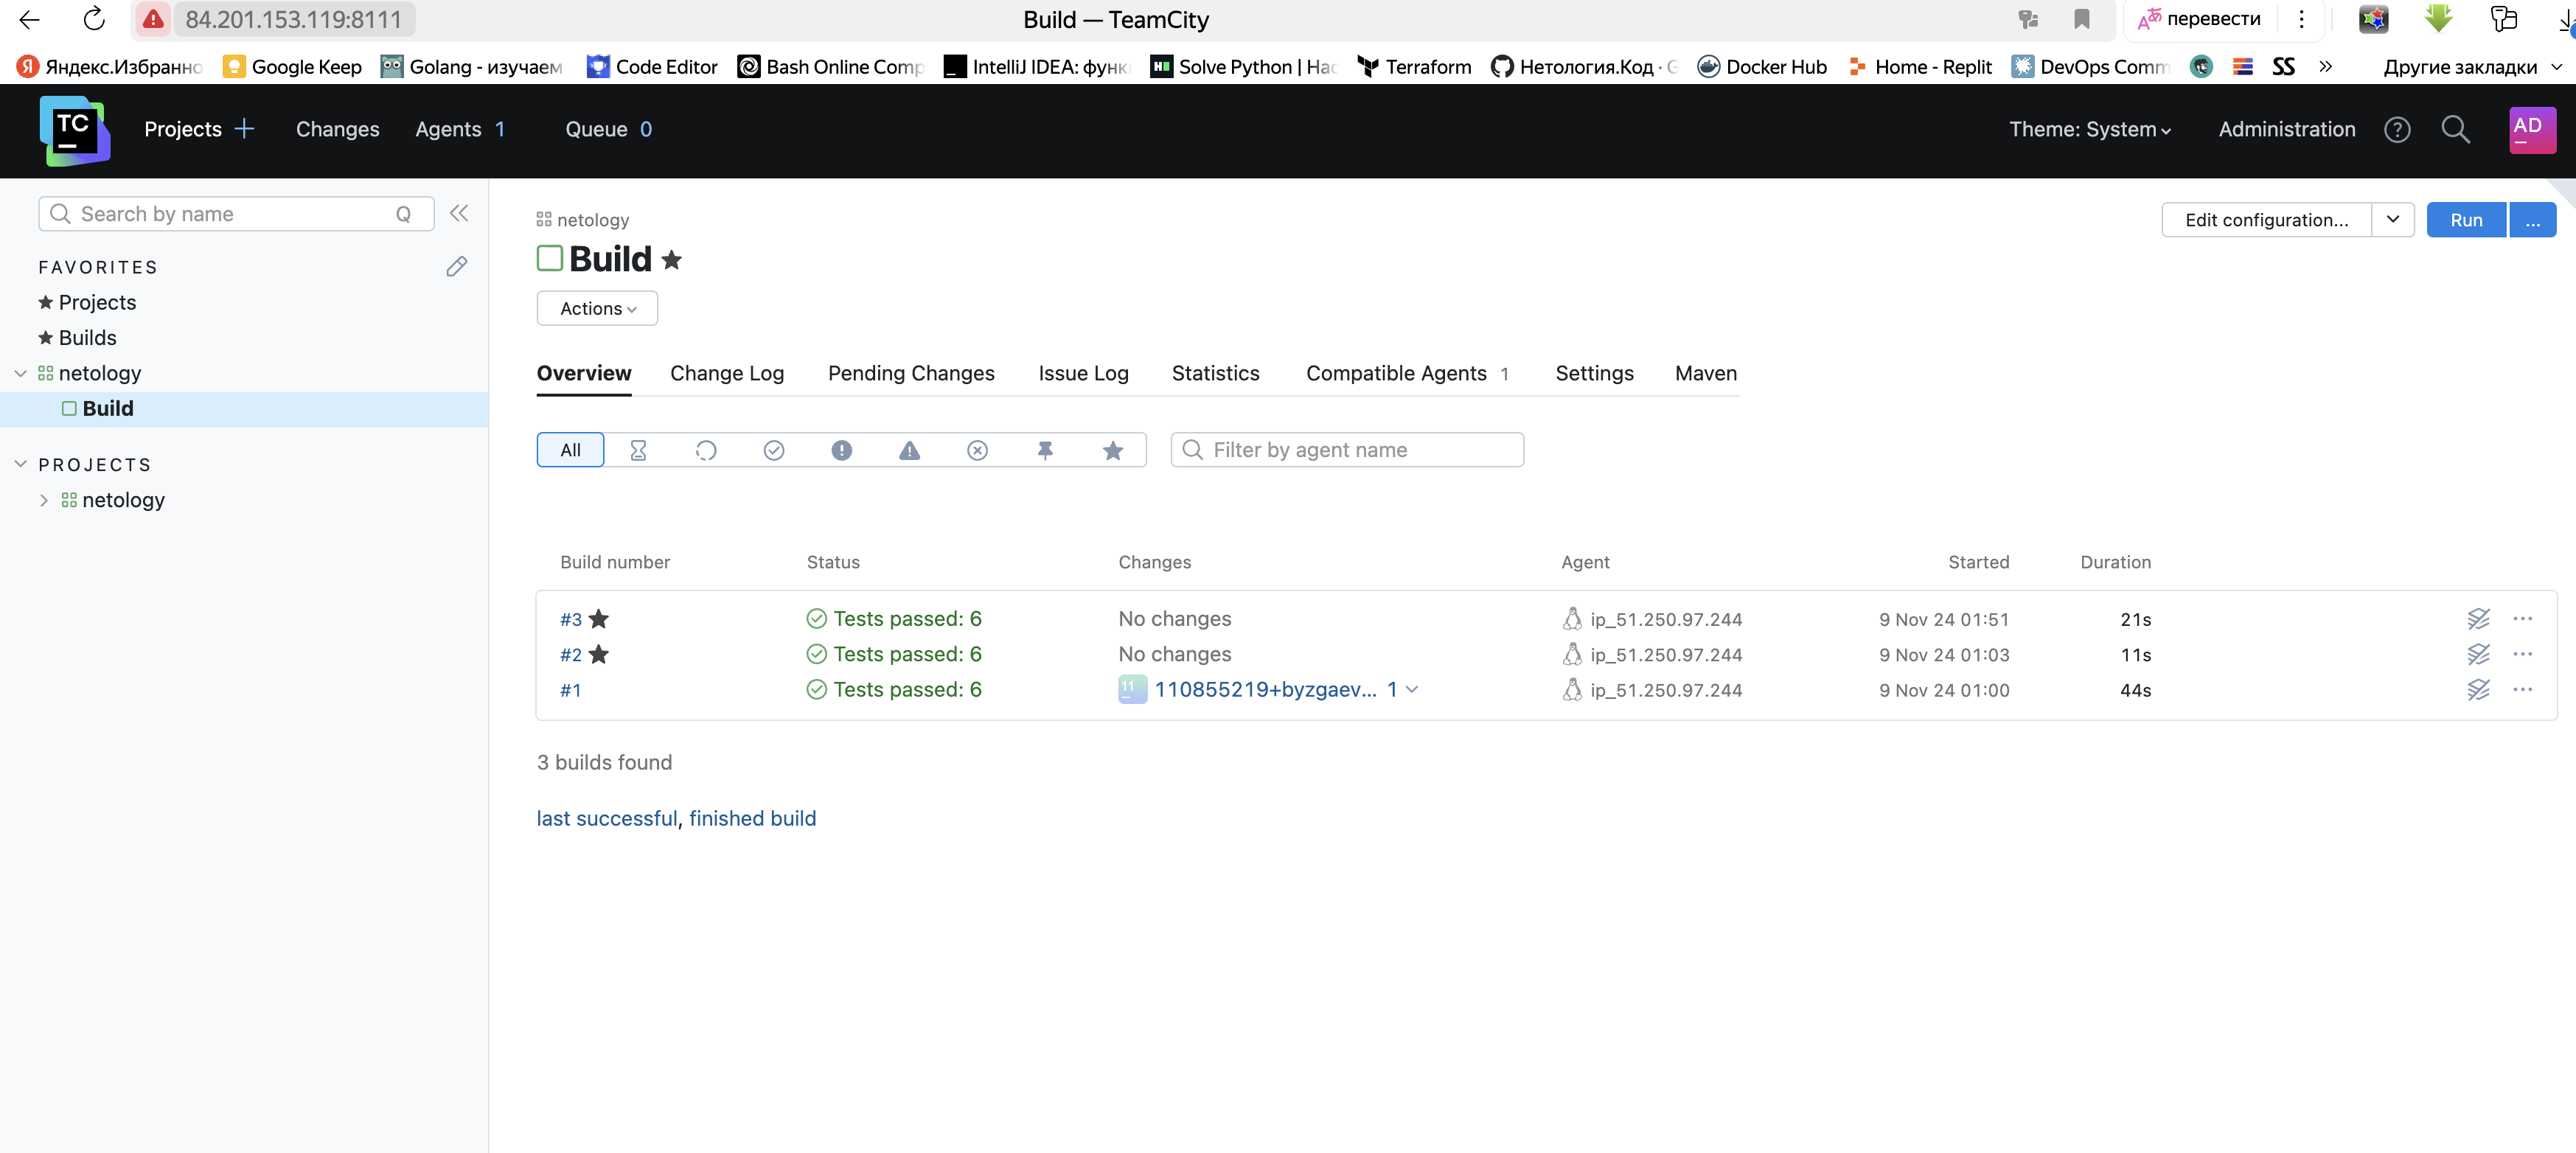 84.201.153.119:8111 Build — TeamCity перевести
Яндекс.Избранно Google Keep Golang - изучаем Code Editor Bash Online Comp IntelliJ IDEA: функ Solve Python | Hac Terraform Нетология.Код · Docker Hub Home - Replit DevOps Comm SS » Другие закладки
TC Projects + Changes Agents 1 Queue 0 Theme: System Administration ? AD
Search by name Q
FAVORITES
Projects
Builds
netology
Build
PROJECTS
netology
netology
Build
Edit configuration... Run ...
Actions
Overview Change Log Pending Changes Issue Log Statistics Compatible Agents 1 Settings Maven
All Filter by agent name
Build number Status Changes Agent Started Duration
#3 Tests passed: 6 No changes ip_51.250.97.244 9 Nov 24 01:51 21s
#2 Tests passed: 6 No changes ip_51.250.97.244 9 Nov 24 01:03 11s
#1 Tests passed: 6 11 110855219+byzgaev... 1 ip_51.250.97.244 9 Nov 24 01:00 44s
3 builds found
last successful, finished build